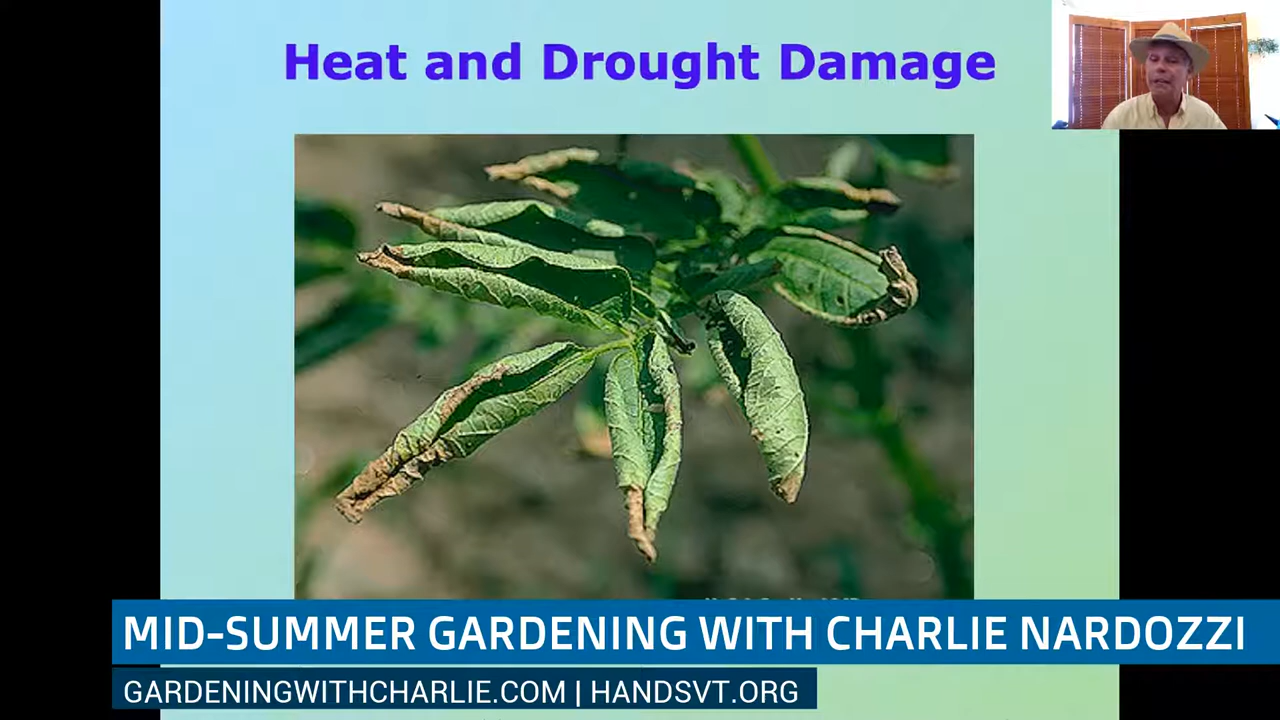 Heat and Drought Damage
MID-SUMMER GARDENING WITH CHARLIE NARDOZZI
GARDENINGWITHCHARLIE.COM | HANDSVT.ORG